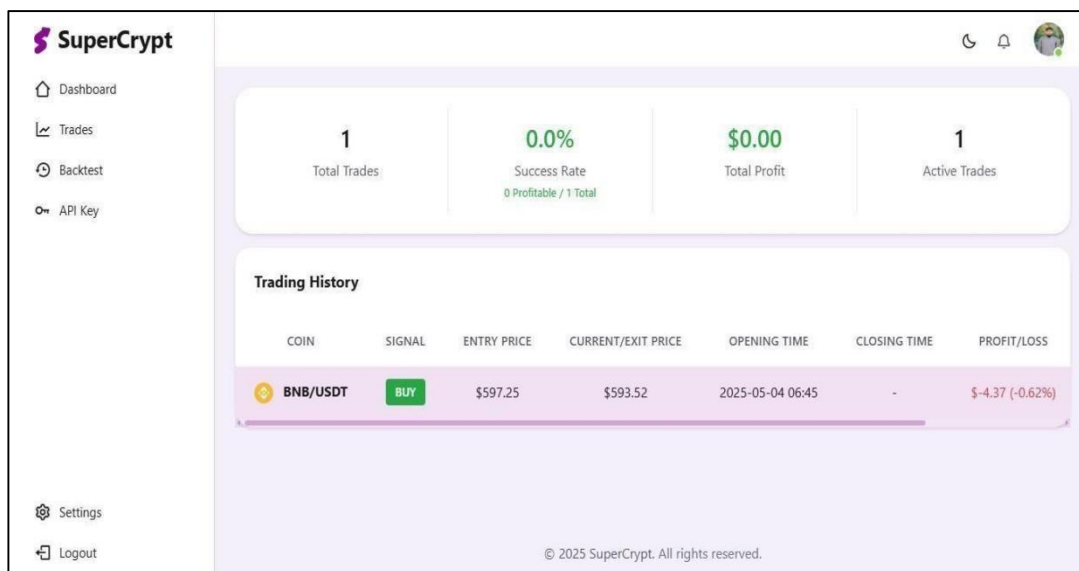 SuperCrypt
Dashboard
Trades
Backtest
API Key
Settings
Logout
1
Total Trades
0.0%
Success Rate
0 Profitable / 1 Total
$0.00
Total Profit
1
Active Trades
Trading History
COIN SIGNAL ENTRY PRICE CURRENT/EXIT PRICE OPENING TIME CLOSING TIME PROFIT/LOSS
BNB/USDT BUY $597.25 $593.52 2025-05-04 06:45 - $-4.37 (-0.62%)
© 2025 SuperCrypt. All rights reserved.